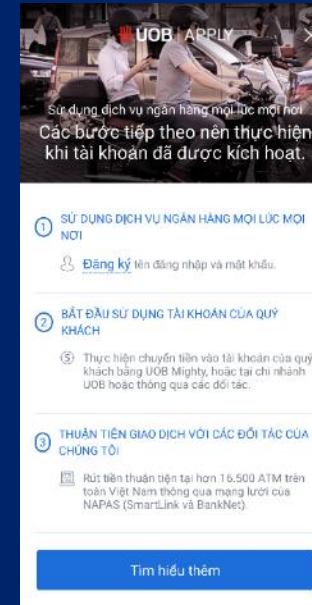 UOB APPLY
Sử dụng dịch vụ ngân hàng mọi lúc mọi nơi
Các bước tiếp theo nên thực hiện
khi tài khoản đã được kích hoạt.
1 SỬ DỤNG DỊCH VỤ NGÂN HÀNG MỌI LÚC MỌI
NƠI
Đăng ký tên đăng nhập và mật khẩu.
2 BẮT ĐẦU SỬ DỤNG TÀI KHOẢN CỦA QUÝ
KHÁCH
Thực hiện chuyển tiền vào tài khoản của quý
khách bằng UOB Mighty, hoặc tại chi nhánh
UOB hoặc thông qua các đối tác.
3 THUẬN TIỆN GIAO DỊCH VỚI CÁC ĐỐI TÁC CỦA
CHÚNG TÔI
Rút tiền thuận tiện tại hơn 16.500 ATM trên
toàn Việt Nam thông qua mạng lưới của
NAPAS (SmartLink và BankNet).
Tìm hiểu thêm